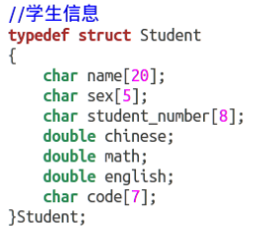 //学生信息
typedef struct Student
{
    char name[20];
    char sex[5];
    char student_number[8];
    double chinese;
    double math;
    double english;
    char code[7];
}Student;